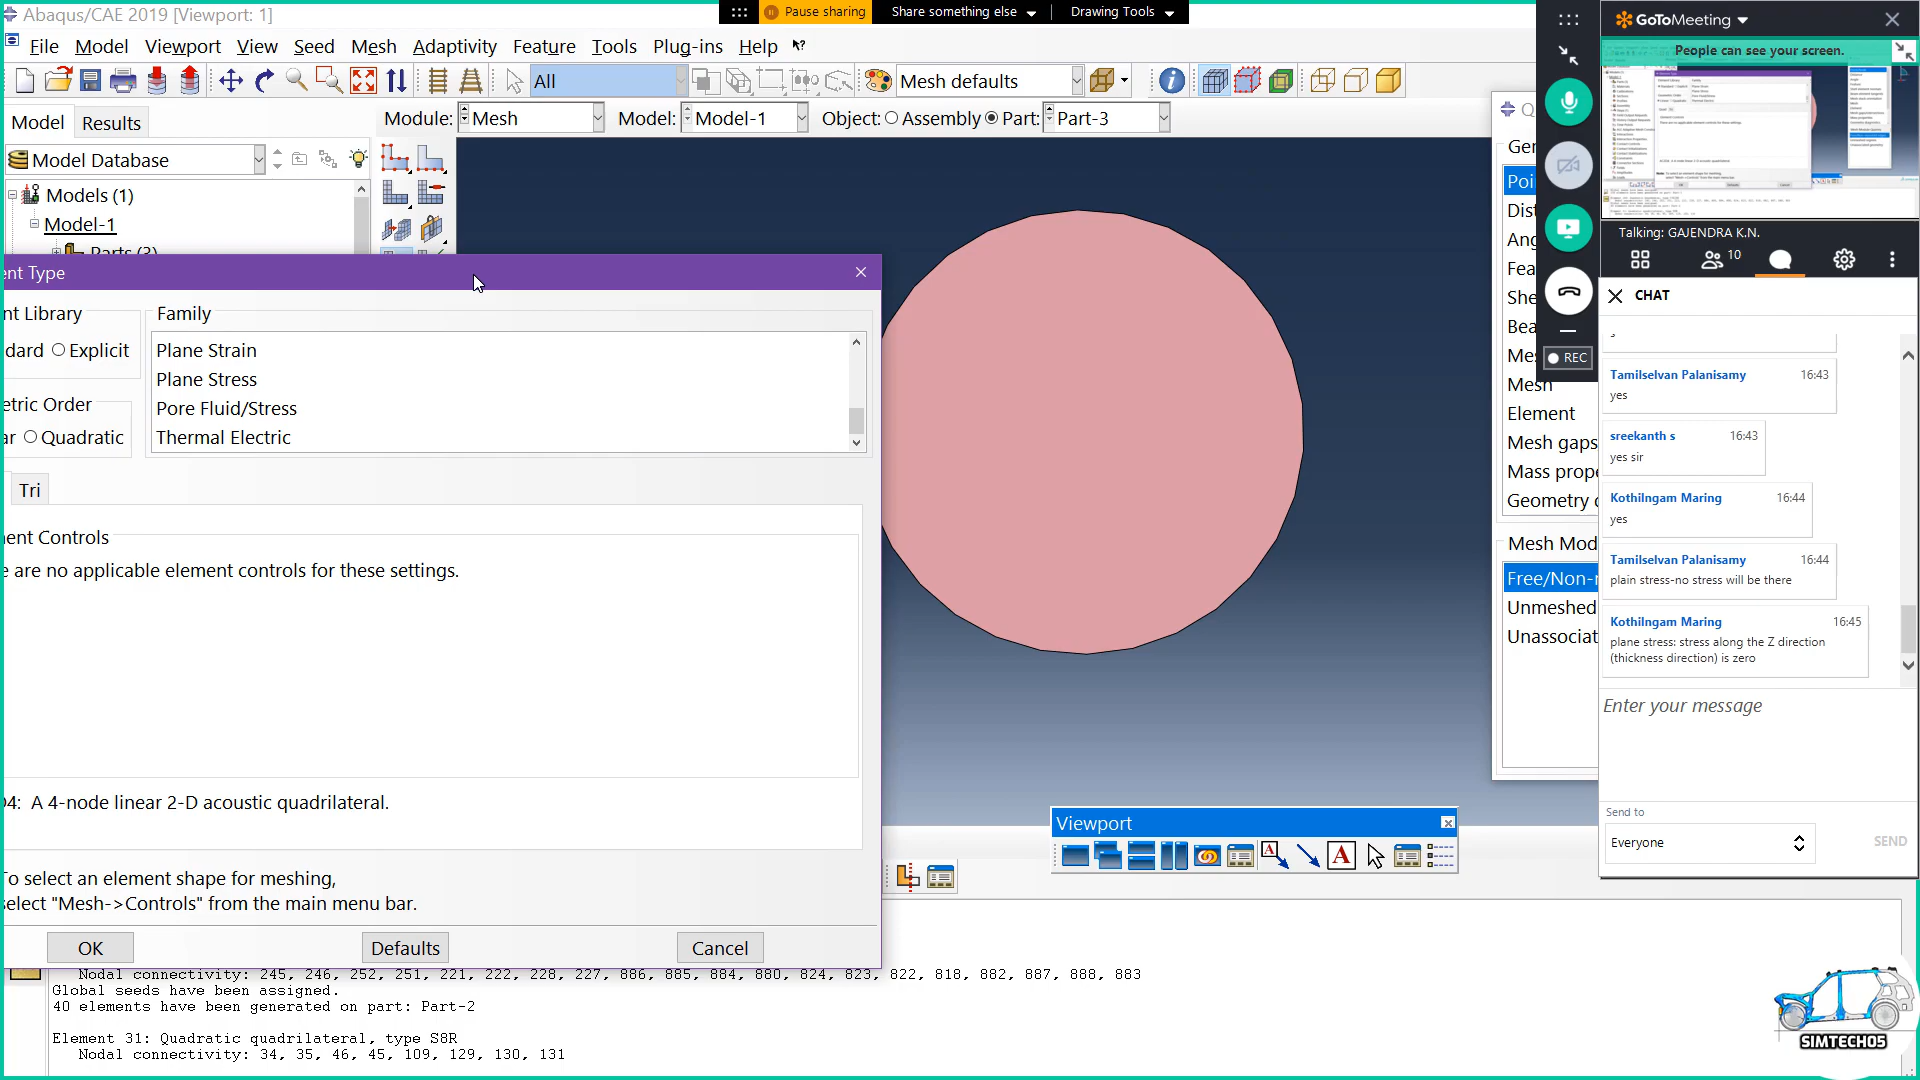 Abaqus/CAE 2019 [Viewport: 1]
Pause sharing
Share something else
Drawing Tools
File Model Viewport View Seed Mesh Adaptivity Feature Tools Plug-ins Help
All
Mesh defaults
Model Results
Module: Mesh Model: Model-1 Object: Assembly Part: Part-3
Model Database
Models (1)
Model-1
Parts (3)
ent Type
nt Library
dard Explicit
etric Order
ar Quadratic
Family
Plane Strain
Plane Stress
Pore Fluid/Stress
Thermal Electric
Tri
ent Controls
e are no applicable element controls for these settings.
04: A 4-node linear 2-D acoustic quadrilateral.
To select an element shape for meshing,
select "Mesh->Controls" from the main menu bar.
OK
Defaults
Cancel
Nodal connectivity: 245, 246, 252, 251, 221, 222, 228, 227, 886, 885, 884, 880, 824, 823, 822, 818, 882, 887, 888, 883
Global seeds have been assigned.
40 elements have been generated on part: Part-2
Element 31: Quadratic quadrilateral, type S8R
Nodal connectivity: 34, 35, 46, 45, 109, 129, 130, 131
Viewport
A
A
Q
Ger
Poi
Dist
Ang
Fea
She
Bea
Me
Mesh
Element
Mesh gaps
Mass prope
Geometry
Mesh Mod
Free/Non-
Unmeshed
Unassociat
REC
GoToMeeting
People can see your screen.
Talking: GAJENDRA K.N.
10
CHAT
Tamilselvan Palanisamy 16:43
yes
sreekanth s 16:43
yes sir
Kothilngam Maring 16:44
yes
Tamilselvan Palanisamy 16:44
plain stress-no stress will be there
Kothilngam Maring 16:45
plane stress: stress along the Z direction
(thickness direction) is zero
Enter your message
Send to
Everyone
SEND
SIMTECH05